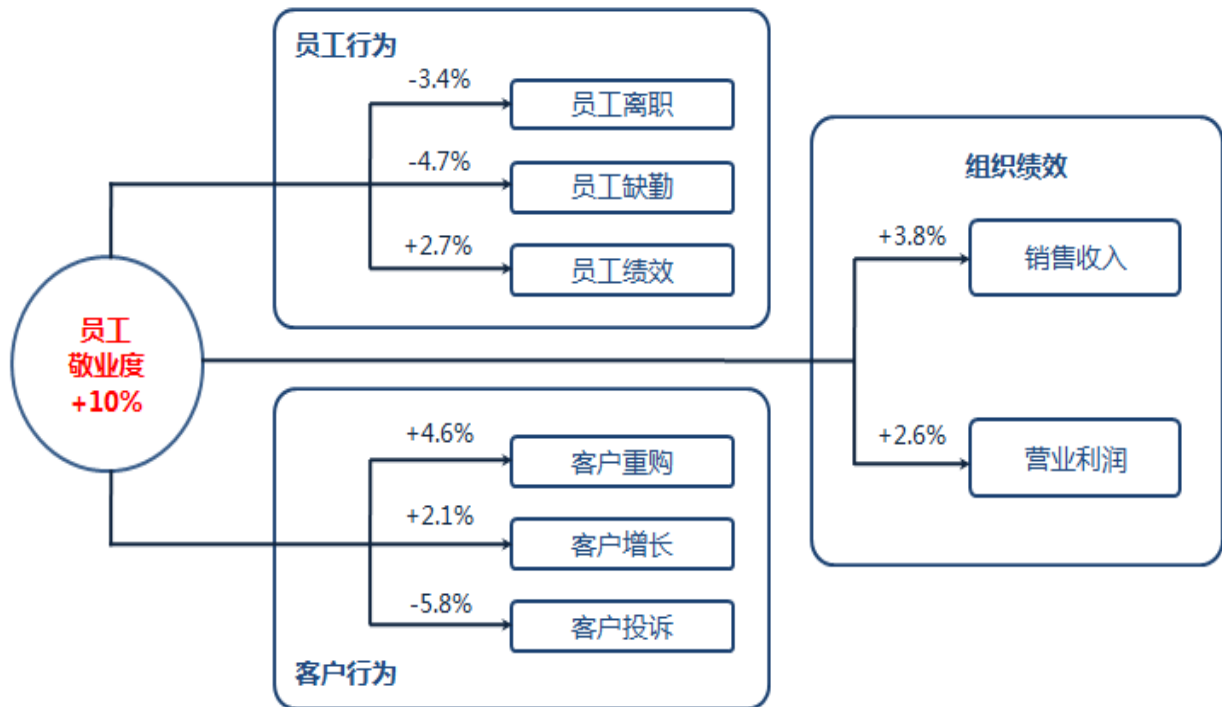 员工行为
-3.4%
员工离职
-4.7%
员工缺勤
+2.7%
员工绩效
员工
敬业度
+10%
组织绩效
+3.8%
销售收入
+2.6%
营业利润
+4.6%
客户重购
+2.1%
客户增长
-5.8%
客户投诉
客户行为